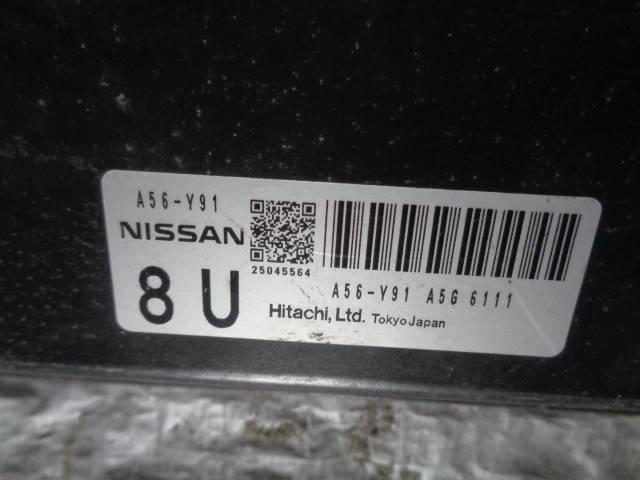 A56-Y91
NISSAN
8U
25045564
A56-Y91 A5G 6111
Hitachi, Ltd. Tokyo Japan